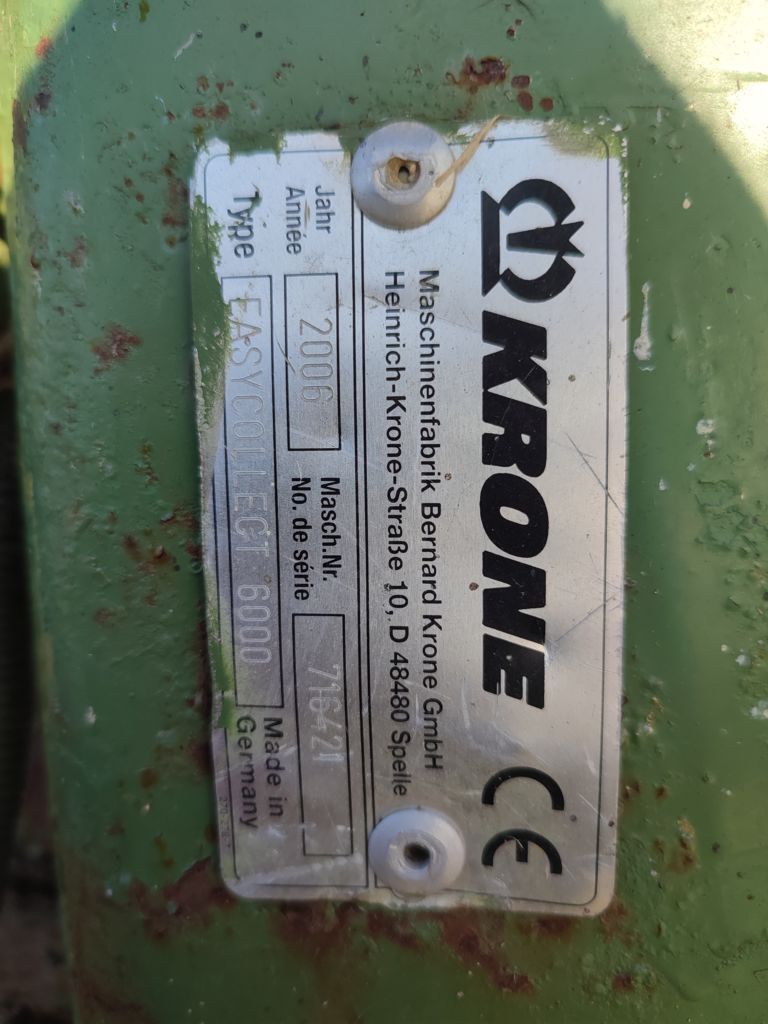 KRONE CE
Maschinenfabrik Bernard Krone GmbH
Heinrich-Krone-Straße 10, D 48480 Spelle
Jahr
Année
2006
Masch.Nr.
No. de série
716421
Type
EASYCOLLECT 6000
Made in
Germany